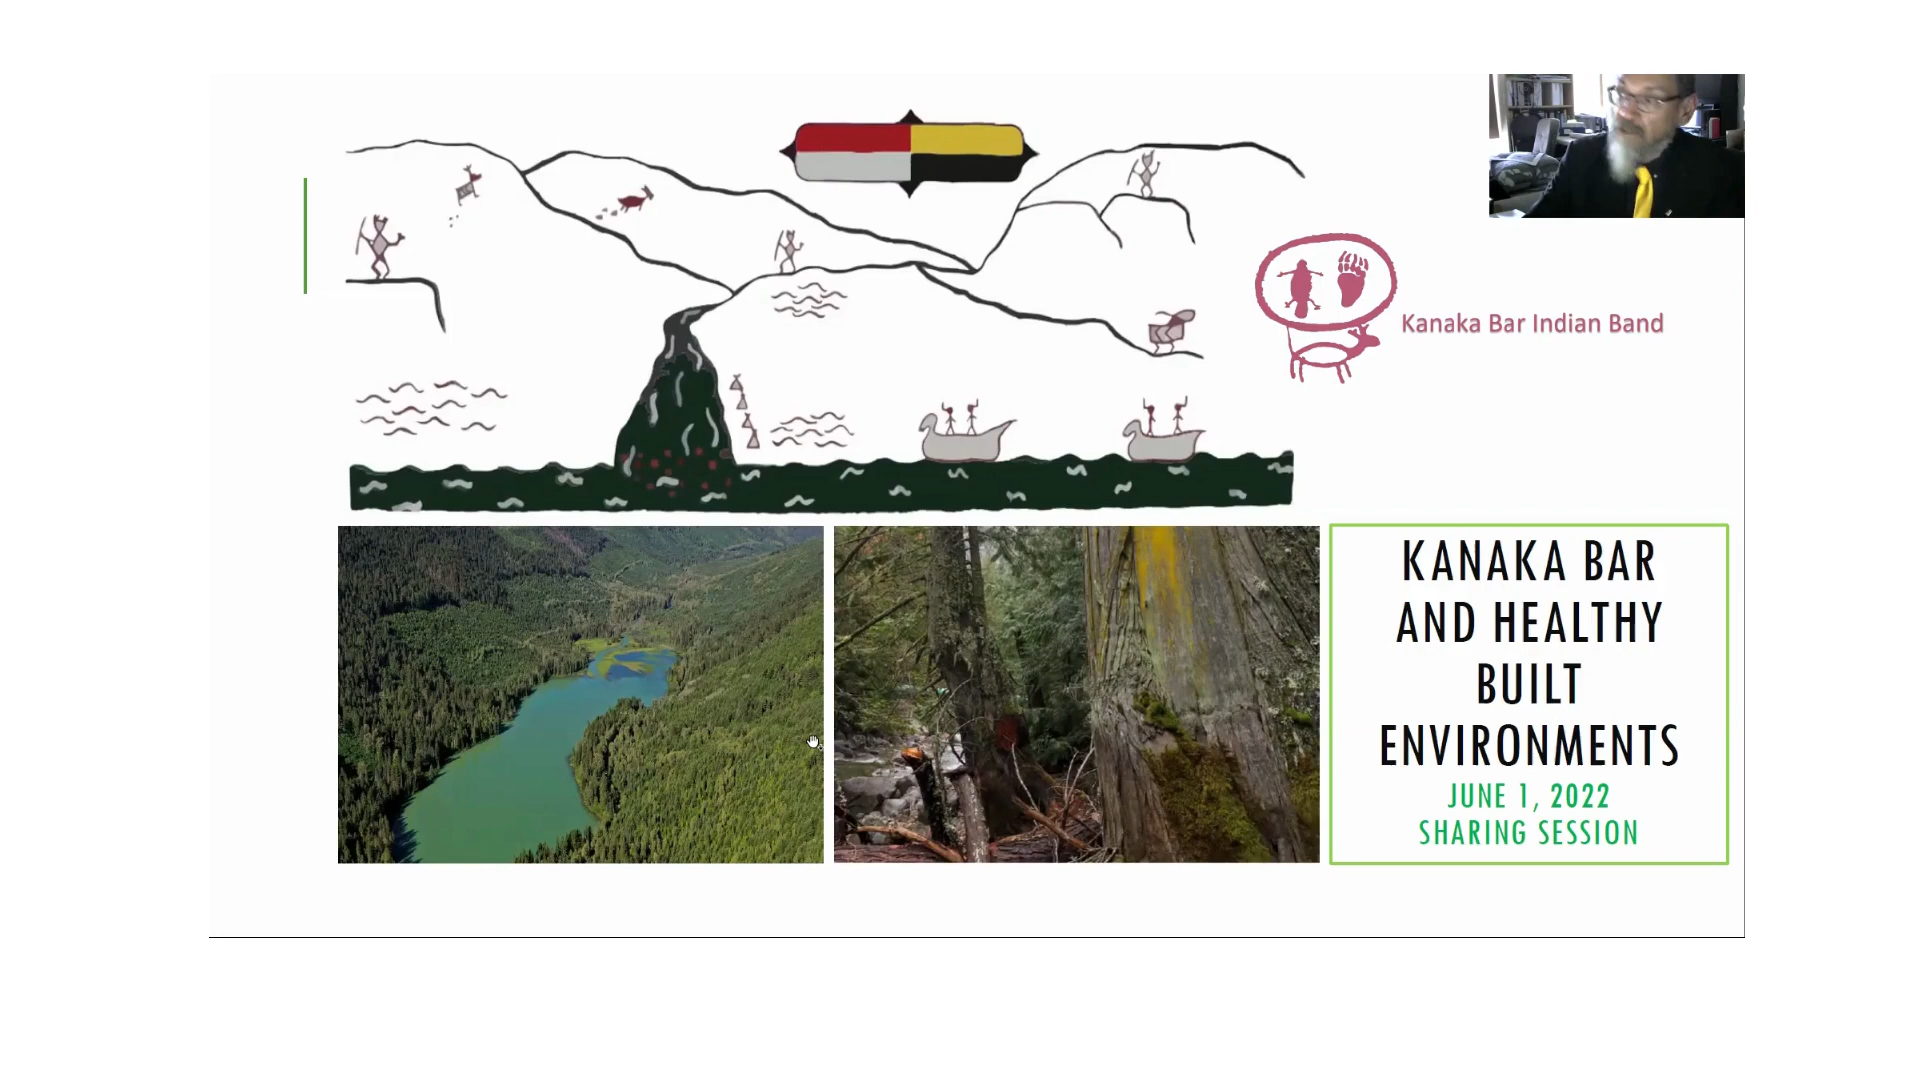 Kanaka Bar Indian Band
KANAKA BAR
AND HEALTHY
BUILT
ENVIRONMENTS
JUNE 1, 2022
SHARING SESSION